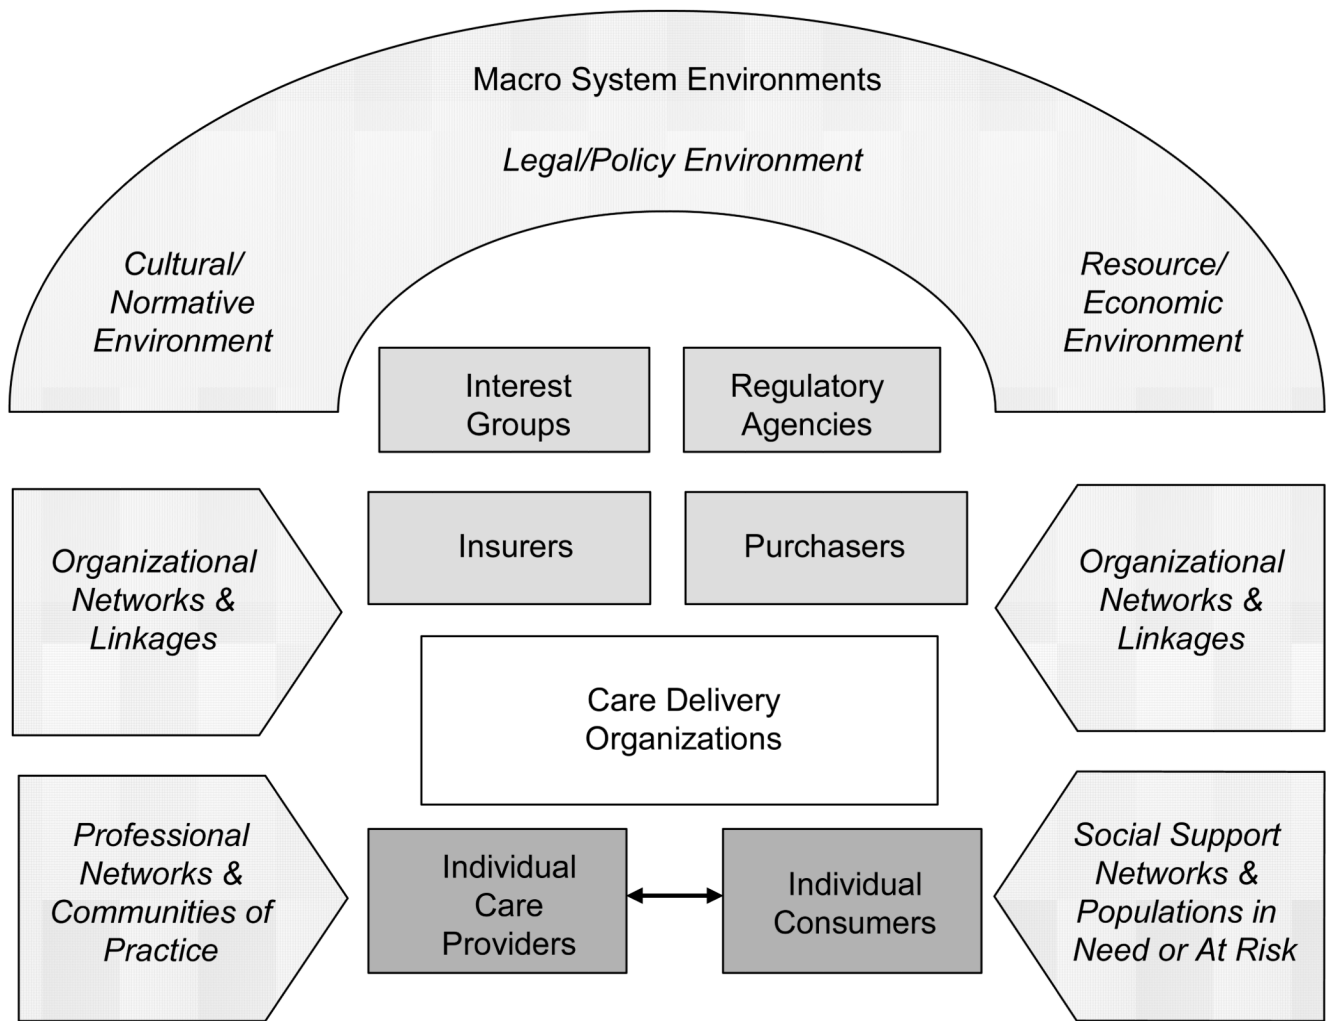 Macro System Environments
Legal/Policy Environment
Cultural/
Normative
Environment
Resource/
Economic
Environment
Interest
Groups
Regulatory
Agencies
Insurers
Purchasers
Organizational
Networks &
Linkages
Organizational
Networks &
Linkages
Care Delivery
Organizations
Professional
Networks &
Communities of
Practice
Individual
Care
Providers
Individual
Consumers
Social Support
Networks &
Populations in
Need or At Risk